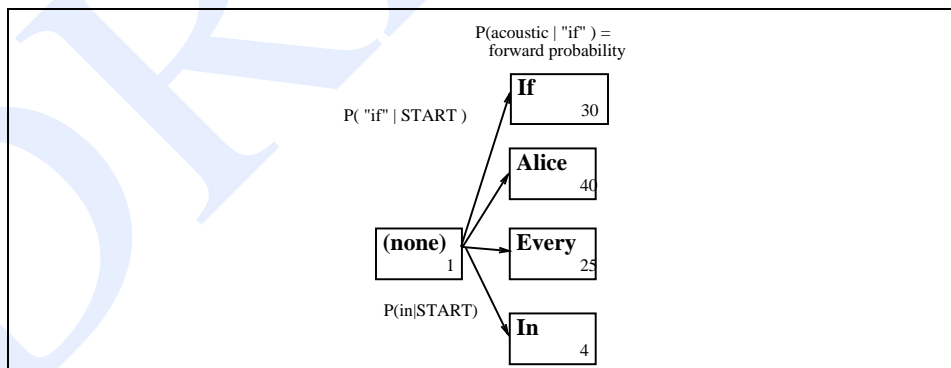 P(acoustic | "if" ) =
forward probability
If
30
P( "if" | START )
Alice
40
(none)
1
Every
25
P(in|START)
In
4